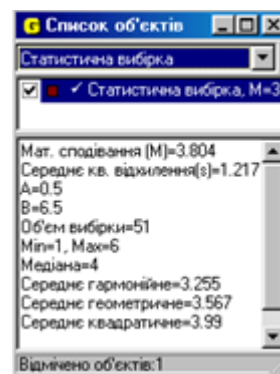 Список об'єктів
Статистична вибірка
Статистична вибірка, M=3
Мат. сподівання (M)=3.804
Середнє кв. відхилення(s)=1.217
A=0.5
B=6.5
Об'єм вибірки=51
Min=1, Max=6
Медіана=4
Середнє гармонійне=3.255
Середнє геометричне=3.567
Середнє квадратичне=3.99
Відмічено об'єктів:1